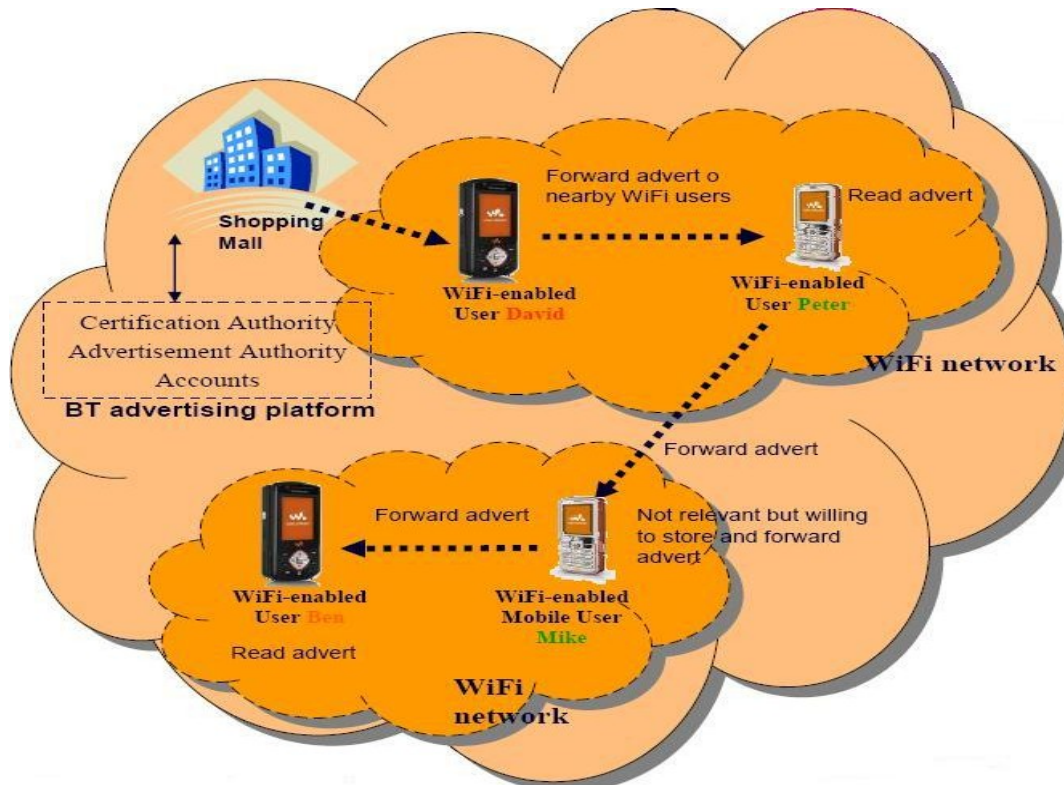 Shopping
Mall
Forward advert o
nearby WiFi users
Read advert
WiFi-enabled
User David
WiFi-enabled
User Peter
WiFi network
Certification Authority
Advertisement Authority
Accounts
BT advertising platform
Forward advert
Forward advert
Not relevant but willing
to store and forward
advert.
WiFi-enabled
User Ben
Read advert
WiFi-enabled
Mobile User
Mike
WiFi
network